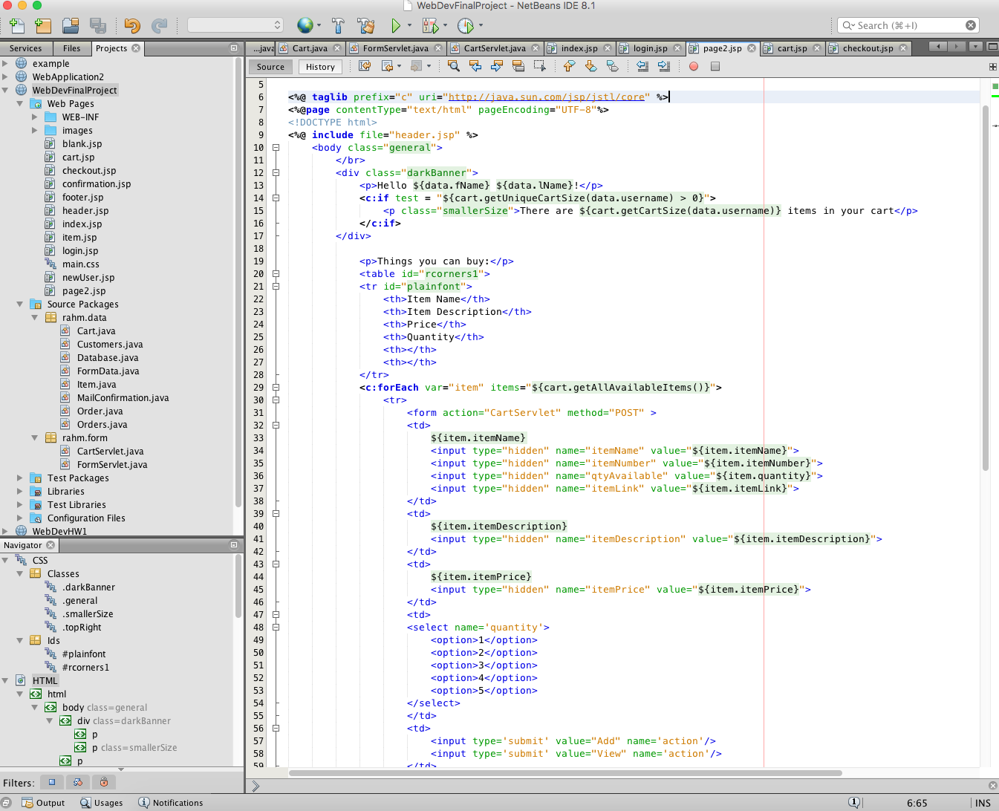 WebDevFinalProject - NetBeans IDE 8.1
Search (⌘+I)
Services Files Projects
...java Cart.java FormServlet.java CartServlet.java index.jsp login.jsp page2.jsp cart.jsp checkout.jsp
Source History
example
WebApplication2
WebDevFinalProject
Web Pages
WEB-INF
images
blank.jsp
cart.jsp
checkout.jsp
confirmation.jsp
footer.jsp
header.jsp
index.jsp
item.jsp
login.jsp
main.css
newUser.jsp
page2.jsp
Source Packages
rahm.data
Cart.java
Customers.java
Database.java
FormData.java
Item.java
MailConfirmation.java
Order.java
Orders.java
rahm.form
CartServlet.java
FormServlet.java
Test Packages
Libraries
Test Libraries
Configuration Files
WebDevHW1
Navigator
CSS
Classes
.darkBanner
.general
.smallerSize
.topRight
Ids
#plainfont
#rcorners1
HTML
html
body class=general
div class=darkBanner
p
p class=smallerSize
p
Filters:
5
6 <%@ taglib prefix="c" uri="http://java.sun.com/jsp/jstl/core" %>
7 <%@page contentType="text/html" pageEncoding="UTF-8"%>
8 <!DOCTYPE html>
9 <%@ include file="header.jsp" %>
10 <body class="general">
11 </br>
12 <div class="darkBanner">
13 <p>Hello ${data.fName} ${data.lName}!</p>
14 <c:if test = "${cart.getUniqueCartSize(data.username) > 0}">
15 <p class="smallerSize">There are ${cart.getCartSize(data.username)} items in your cart</p>
16 </c:if>
17 </div>
18
19 <p>Things you can buy:</p>
20 <table id="rcorners1">
21 <tr id="plainfont">
22 <th>Item Name</th>
23 <th>Item Description</th>
24 <th>Price</th>
25 <th>Quantity</th>
26 <th></th>
27 <th></th>
28 </tr>
29 <c:forEach var="item" items="${cart.getAllAvailableItems()}">
30 <tr>
31 <form action="CartServlet" method="POST" >
32 <td>
33 ${item.itemName}
34 <input type="hidden" name="itemName" value="${item.itemName}">
35 <input type="hidden" name="itemNumber" value="${item.itemNumber}">
36 <input type="hidden" name="qtyAvailable" value="${item.quantity}">
37 <input type="hidden" name="itemLink" value="${item.itemLink}">
38 </td>
39 <td>
40 ${item.itemDescription}
41 <input type="hidden" name="itemDescription" value="${item.itemDescription}">
42 </td>
43 <td>
44 ${item.itemPrice}
45 <input type="hidden" name="itemPrice" value="${item.itemPrice}">
46 </td>
47 <td>
48 <select name='quantity'>
49 <option>1</option>
50 <option>2</option>
51 <option>3</option>
52 <option>4</option>
53 <option>5</option>
54 </select>
55 </td>
56 <td>
57 <input type='submit' value="Add" name='action'/>
58 <input type='submit' value="View" name='action'/>
59 </td>
Output Usages Notifications
6:65 INS